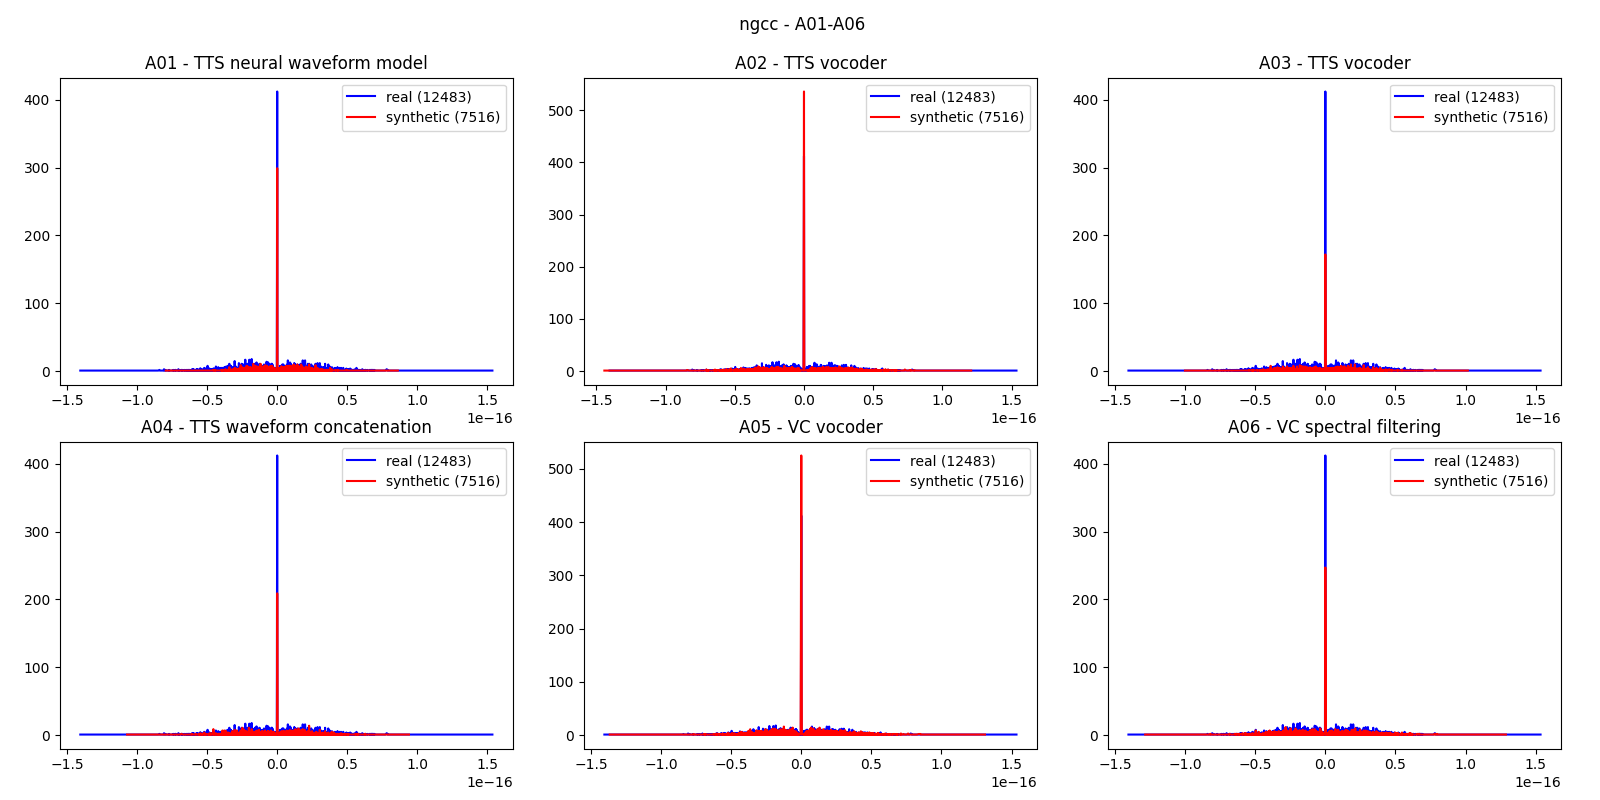 ngcc - A01-A06
A01 - TTS neural waveform model
400
300
200
100
0
real (12483)
synthetic (7516)
−1.5 −1.0 −0.5 0.0 0.5 1.0 1.5
1e−16
A02 - TTS vocoder
500
400
300
200
100
0
real (12483)
synthetic (7516)
−1.5 −1.0 −0.5 0.0 0.5 1.0 1.5
1e−16
A03 - TTS vocoder
400
300
200
100
0
real (12483)
synthetic (7516)
−1.5 −1.0 −0.5 0.0 0.5 1.0 1.5
1e−16
A04 - TTS waveform concatenation
400
300
200
100
0
real (12483)
synthetic (7516)
−1.5 −1.0 −0.5 0.0 0.5 1.0 1.5
1e−16
A05 - VC vocoder
500
400
300
200
100
0
real (12483)
synthetic (7516)
−1.5 −1.0 −0.5 0.0 0.5 1.0 1.5
1e−16
A06 - VC spectral filtering
400
300
200
100
0
real (12483)
synthetic (7516)
−1.5 −1.0 −0.5 0.0 0.5 1.0 1.5
1e−16